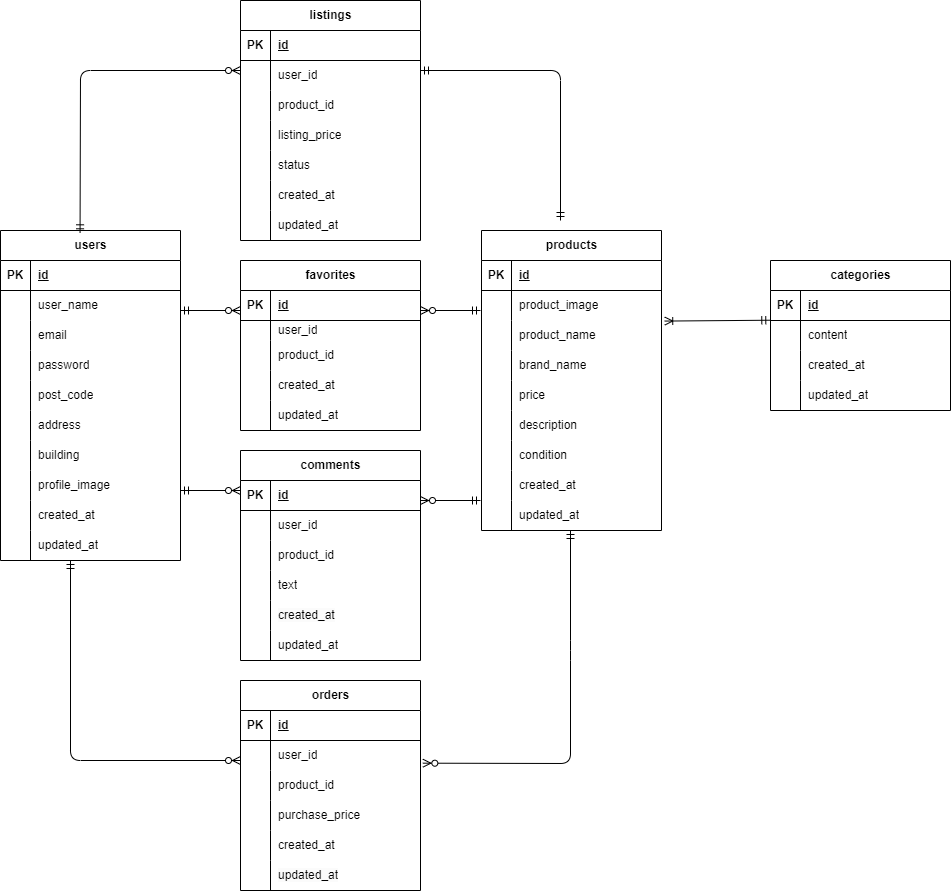 listings
PK id
user_id
product_id
listing_price
status
created_at
updated_at
users
PK id
user_name
email
password
post_code
address
building
profile_image
created_at
updated_at
favorites
PK id
user_id
product_id
created_at
updated_at
comments
PK id
user_id
product_id
text
created_at
updated_at
orders
PK id
user_id
product_id
purchase_price
created_at
updated_at
products
PK id
product_image
product_name
brand_name
price
description
condition
created_at
updated_at
categories
PK id
content
created_at
updated_at